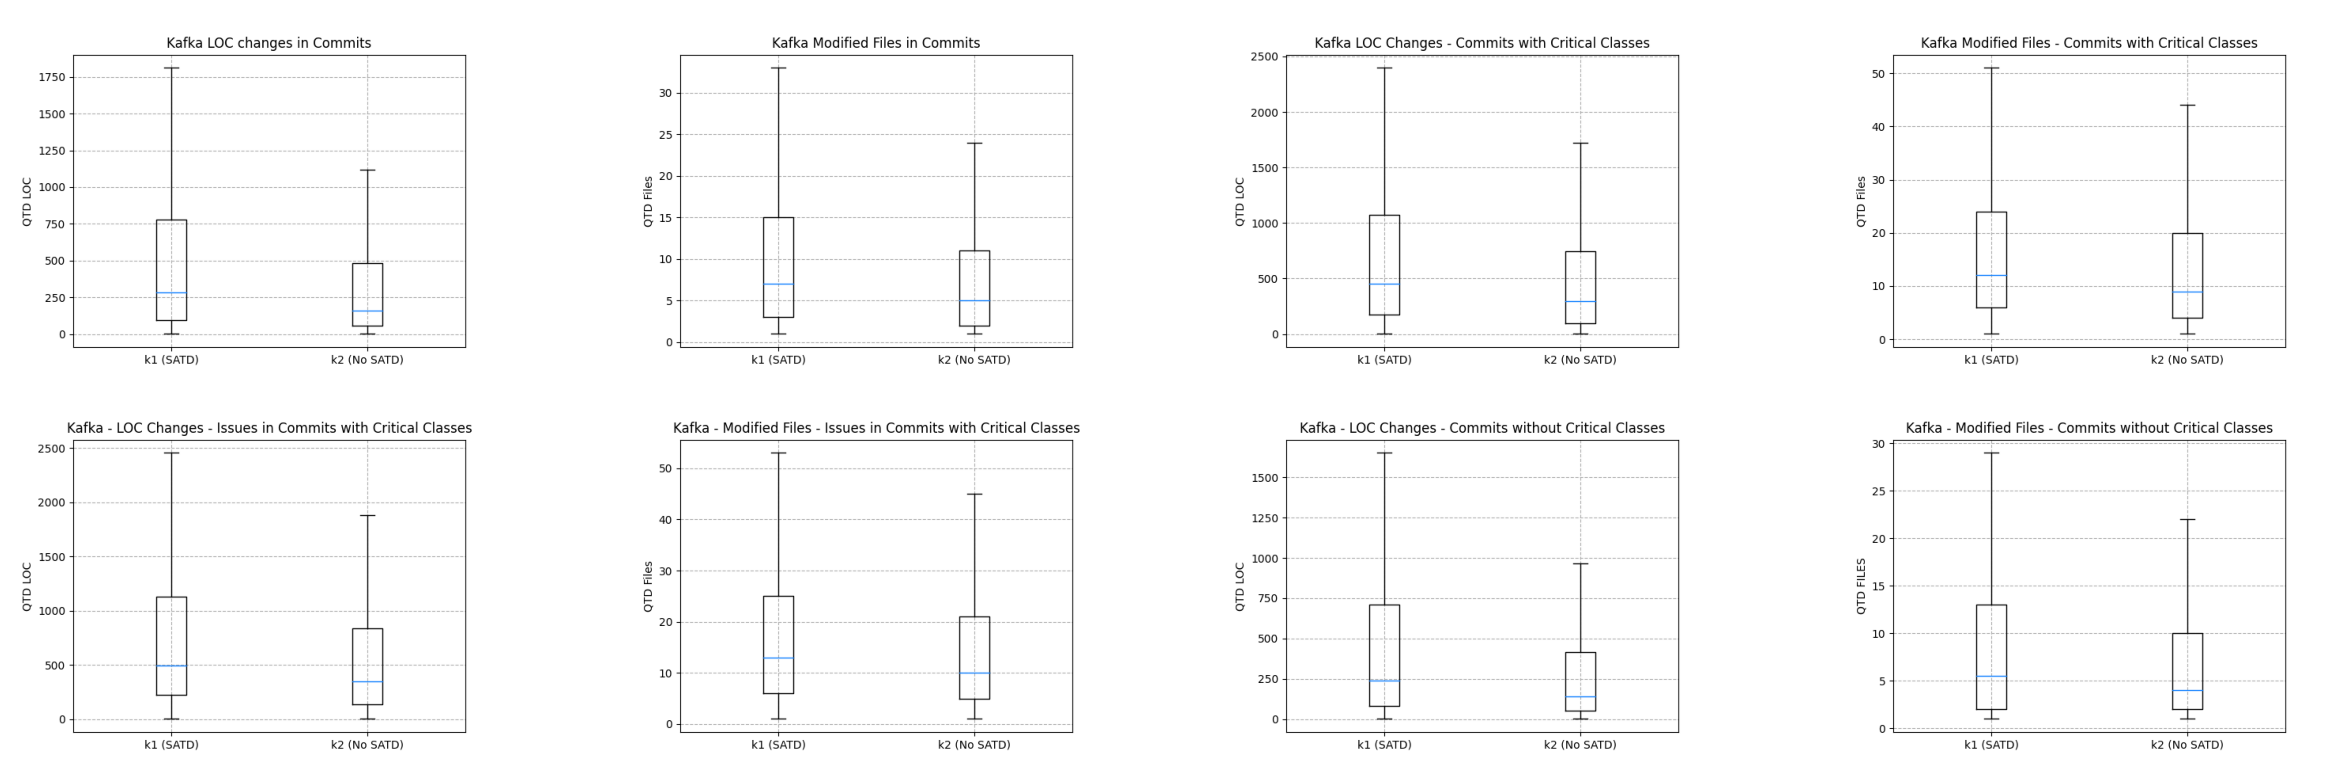 Kafka LOC changes in Commits
QTD LOC
1750
1500
1250
1000
750
500
250
0
k1 (SATD)
k2 (No SATD)
Kafka Modified Files in Commits
QTD Files
30
25
20
15
10
5
0
k1 (SATD)
k2 (No SATD)
Kafka LOC Changes - Commits with Critical Classes
QTD LOC
2500
2000
1500
1000
500
0
k1 (SATD)
k2 (No SATD)
Kafka Modified Files - Commits with Critical Classes
QTD Files
50
40
30
20
10
0
k1 (SATD)
k2 (No SATD)
Kafka - LOC Changes - Issues in Commits with Critical Classes
QTD LOC
2500
2000
1500
1000
500
0
k1 (SATD)
k2 (No SATD)
Kafka - Modified Files - Issues in Commits with Critical Classes
QTD Files
50
40
30
20
10
0
k1 (SATD)
k2 (No SATD)
Kafka - LOC Changes - Commits without Critical Classes
QTD LOC
1500
1250
1000
750
500
250
0
k1 (SATD)
k2 (No SATD)
Kafka - Modified Files - Commits without Critical Classes
QTD FILES
30
25
20
15
10
5
0
k1 (SATD)
k2 (No SATD)